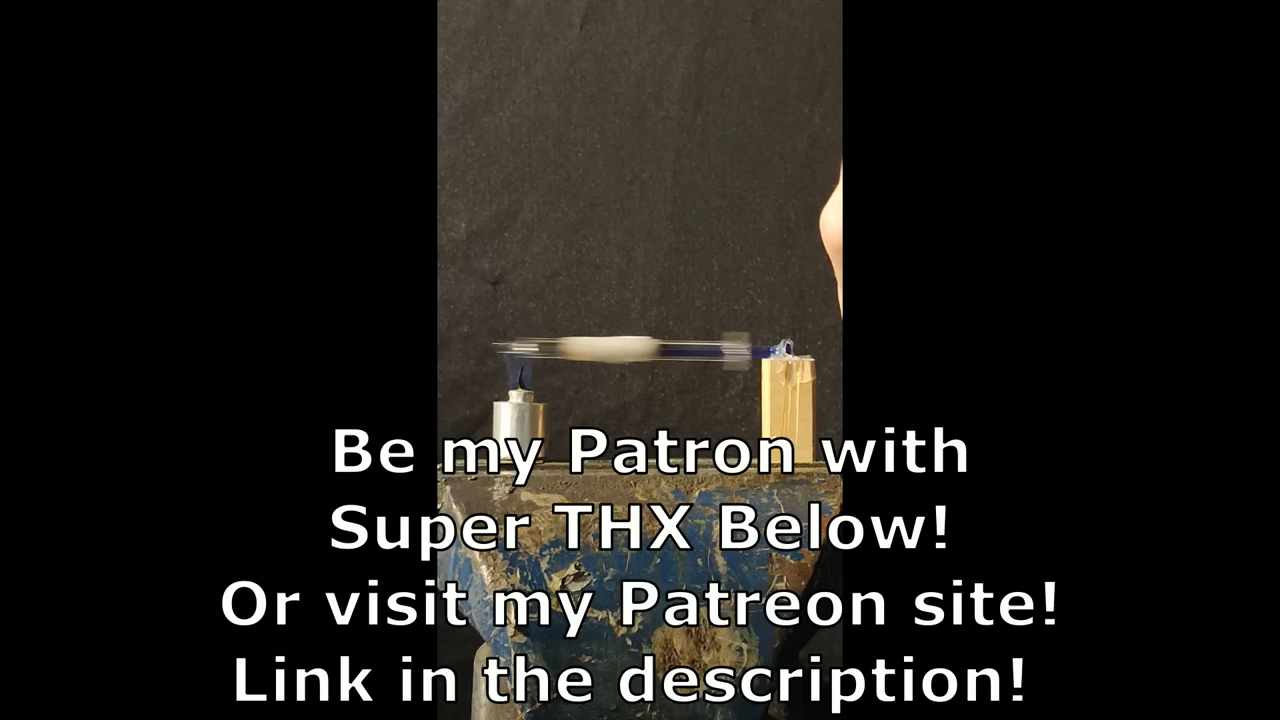 Be my Patron with
Super THX Below!
Or visit my Patreon site!
Link in the description!